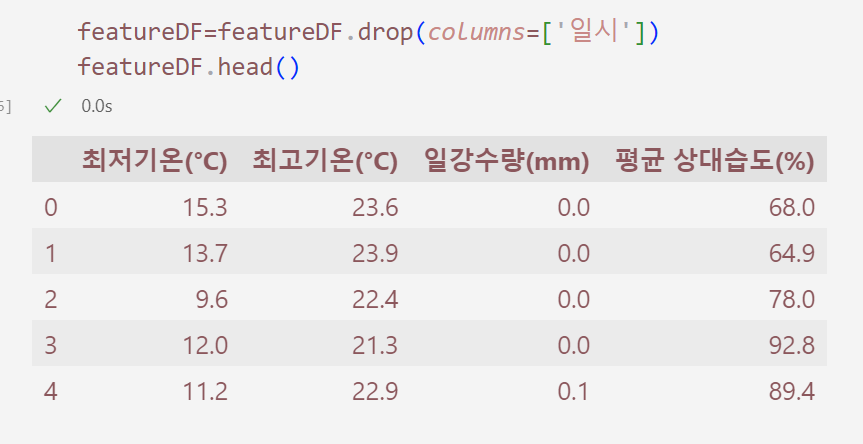 featureDF=featureDF.drop(columns=['일시'])
featureDF.head()
5] ✓ 0.0s
최저기온(°C) 최고기온(°C) 일강수량(mm) 평균 상대습도(%)
0 15.3 23.6 0.0 68.0
1 13.7 23.9 0.0 64.9
2 9.6 22.4 0.0 78.0
3 12.0 21.3 0.0 92.8
4 11.2 22.9 0.1 89.4